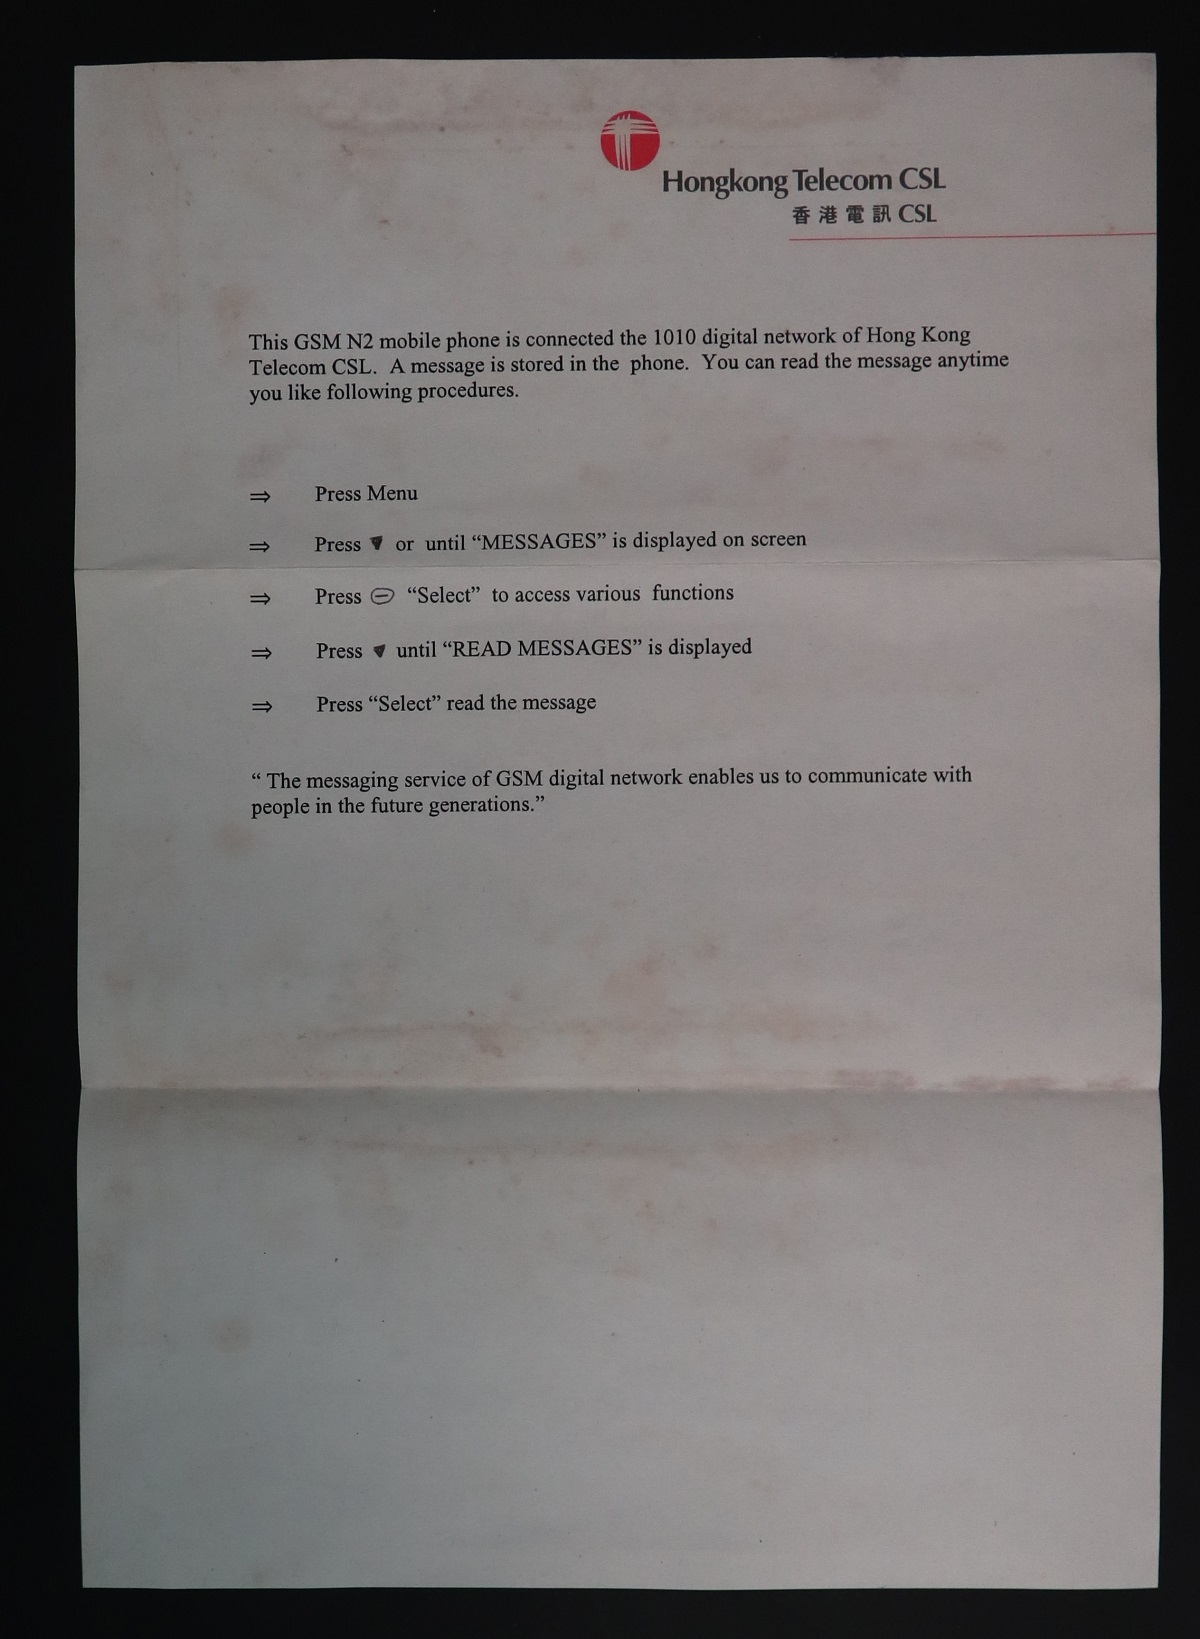 Hongkong Telecom CSL
香港電訊 CSL
This GSM N2 mobile phone is connected the 1010 digital network of Hong Kong
Telecom CSL.  A message is stored in the  phone.  You can read the message anytime
you like following procedures.
⇒ Press Menu
⇒ Press ▼ or  until “MESSAGES” is displayed on screen
⇒ Press ⊖ “Select”  to access various  functions
⇒ Press ▼ until “READ MESSAGES” is displayed
⇒ Press “Select” read the message
“ The messaging service of GSM digital network enables us to communicate with
people in the future generations.”